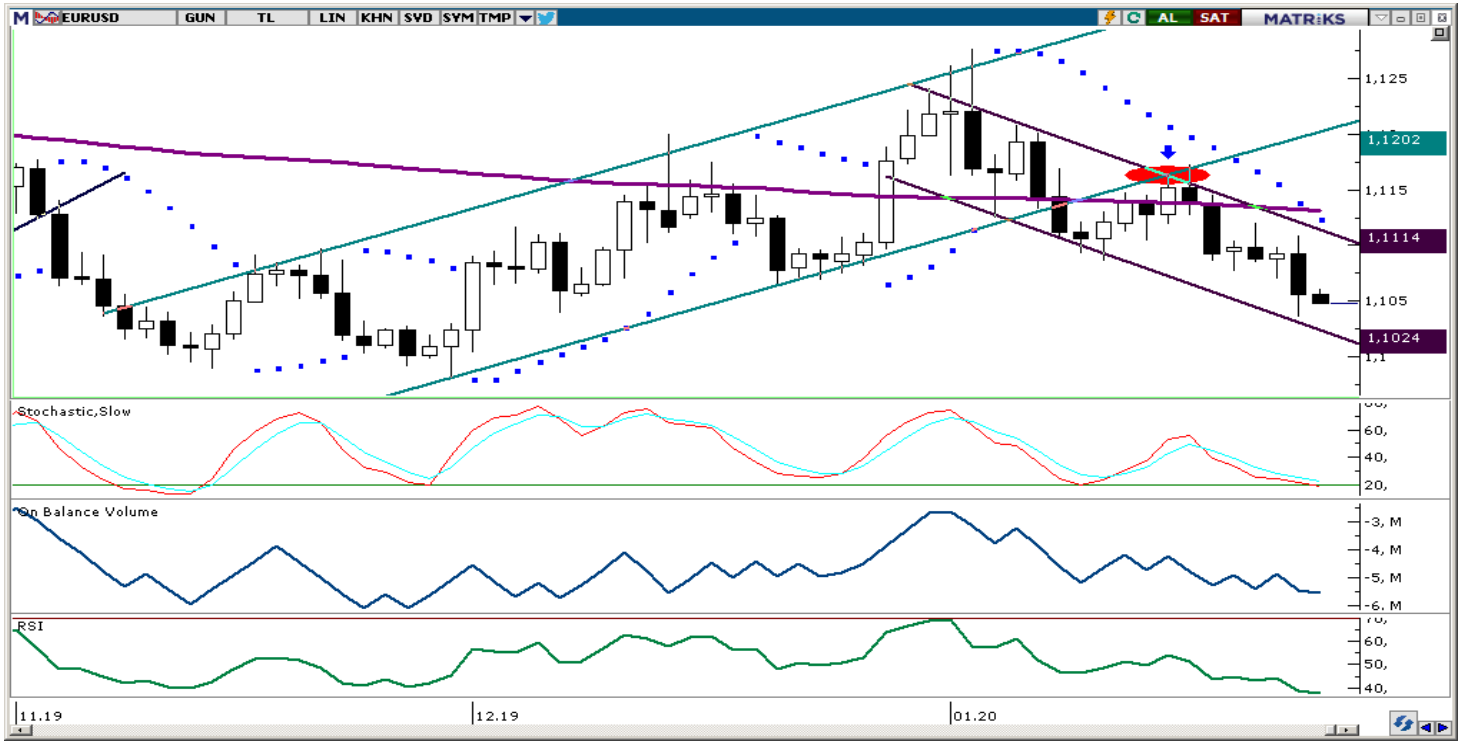 M EURUSD GUN TL LIN KHN SVD SYM TMP AL SAT MATRIKS
1,125
1,1202
1,115
1,1114
1,105
1,1024
1,1
Stochastic,Slow
80,
60,
40,
20,
On Balance Volume
-3, M
-4, M
-5, M
-6, M
RSI
70,
60,
50,
40,
11.19 12.19 01.20